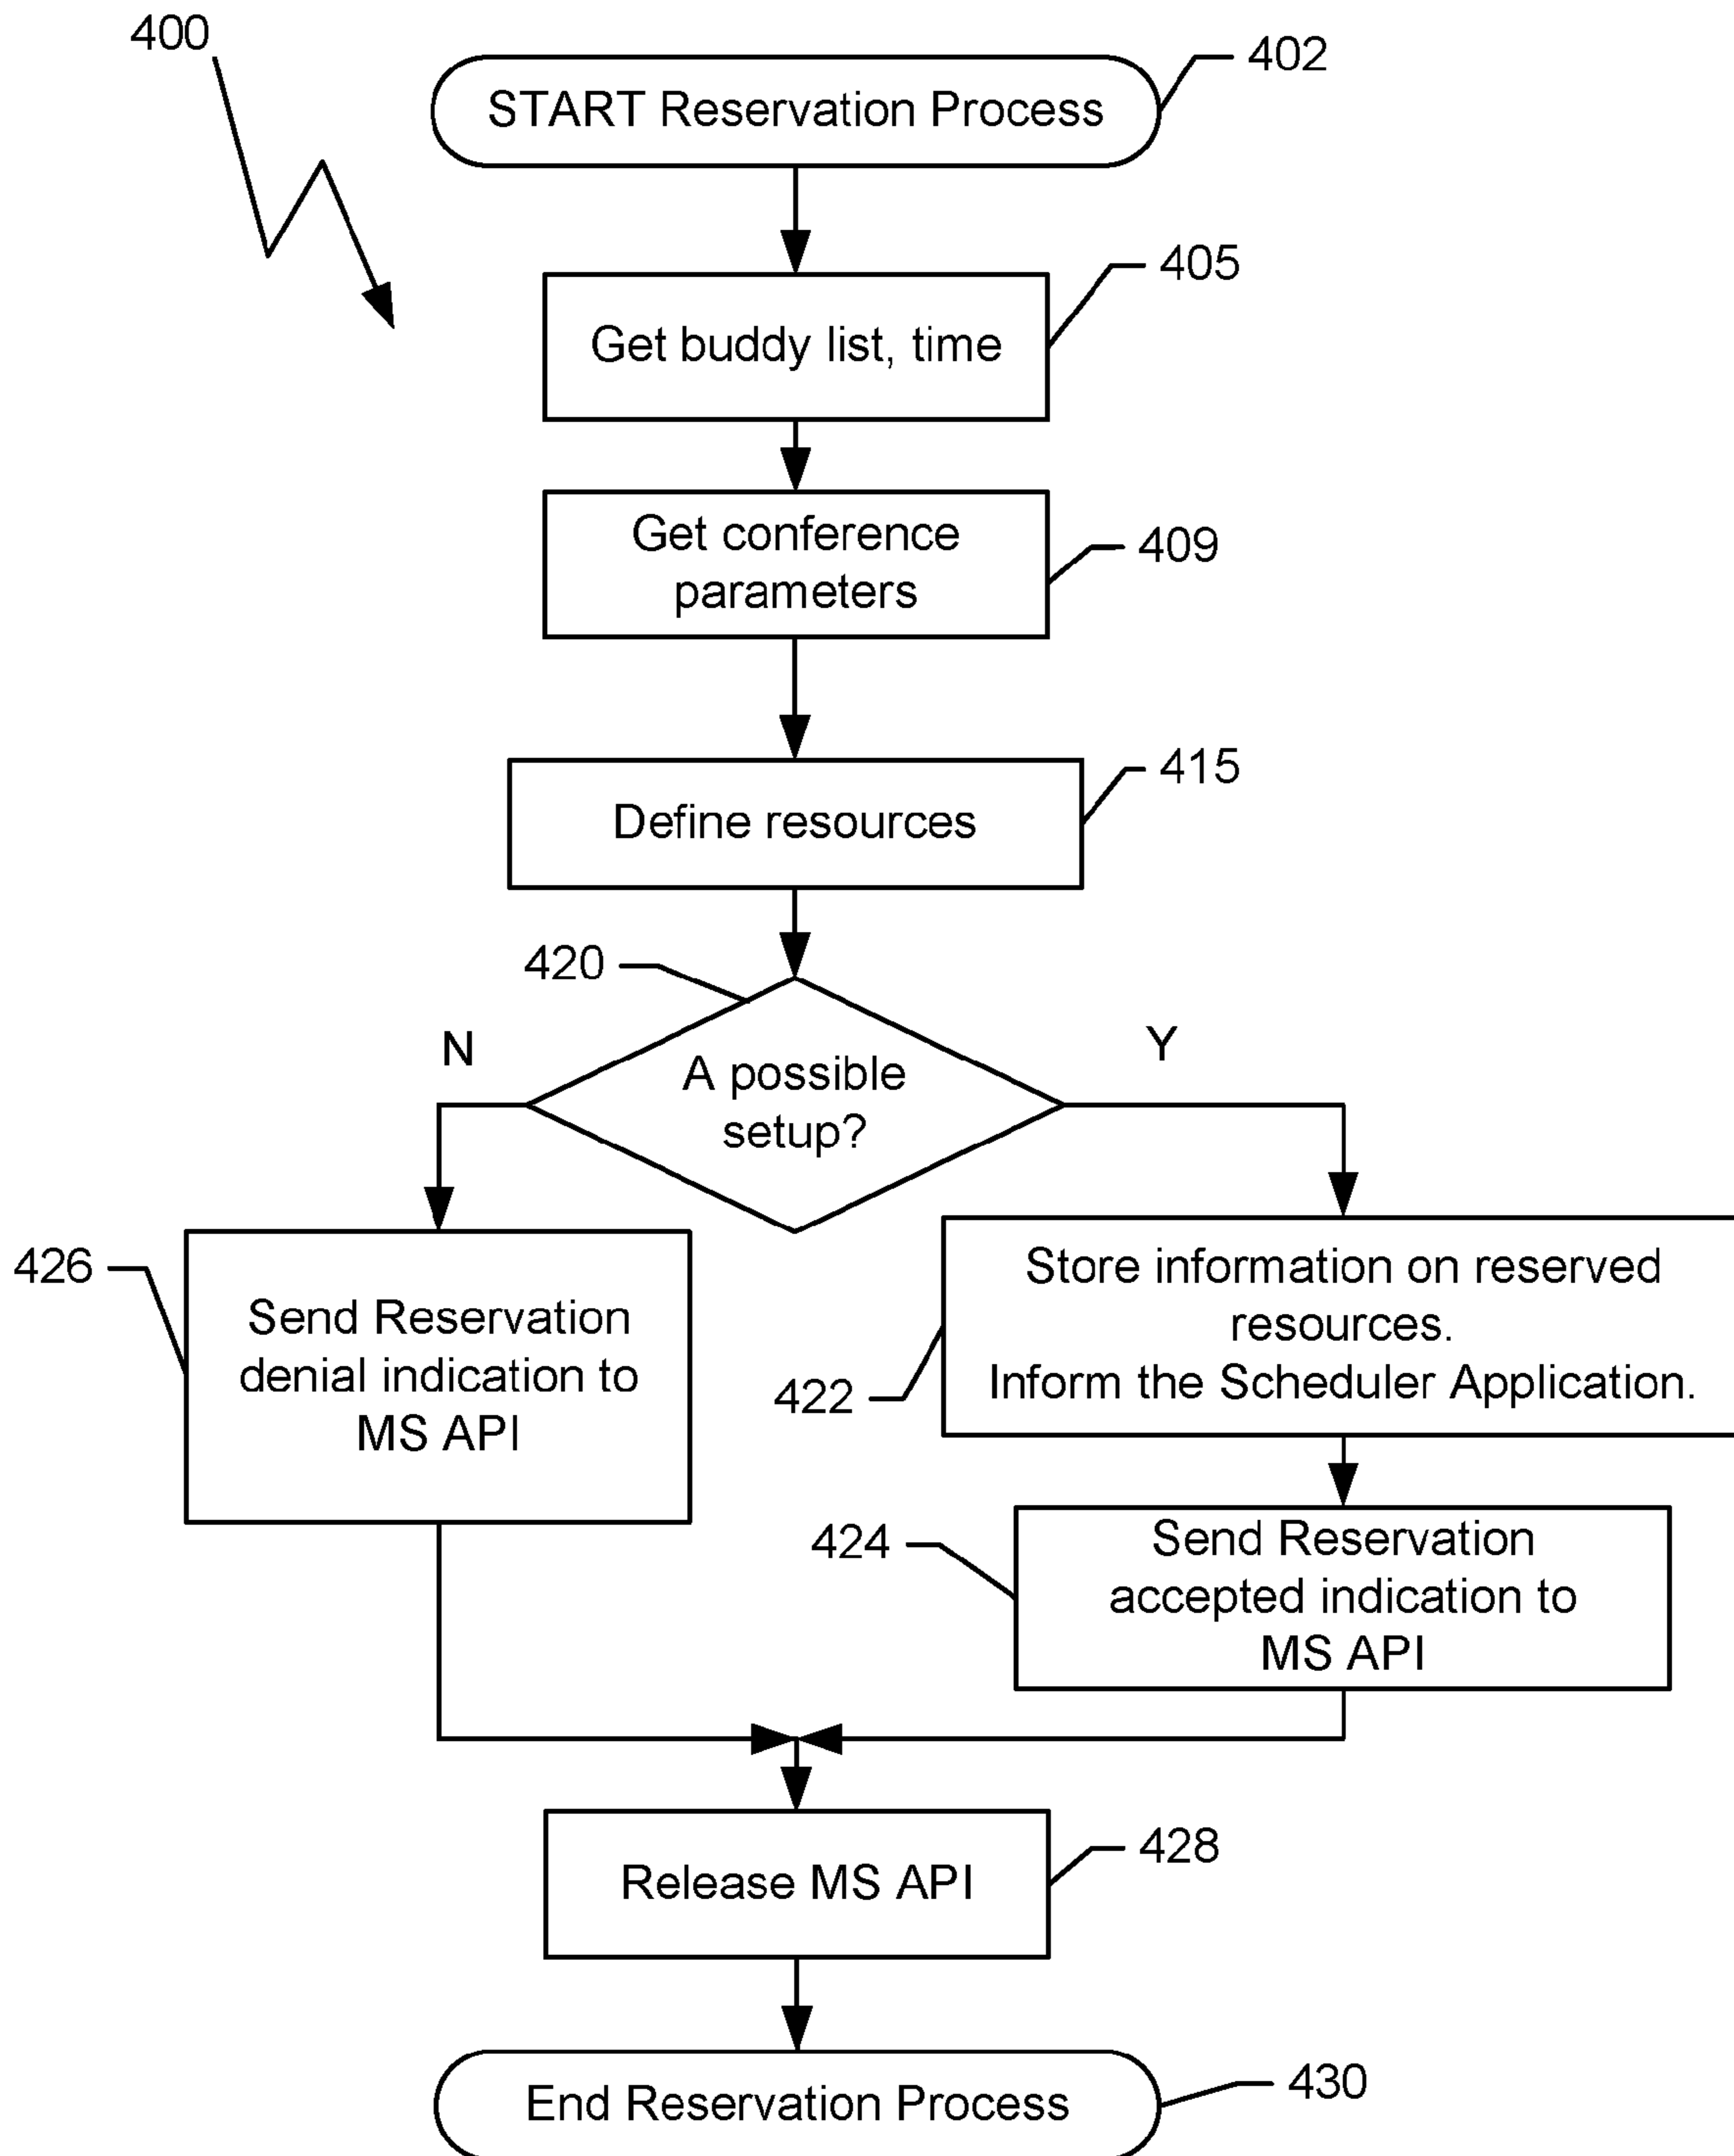 400
START Reservation Process
402
Get buddy list, time
405
Get conference
parameters
409
Define resources
415
420
N
A possible
setup?
Y
426
Send Reservation
denial indication to
MS API
Store information on reserved
resources.
Inform the Scheduler Application.
422
424
Send Reservation
accepted indication to
MS API
Release MS API
428
End Reservation Process
430